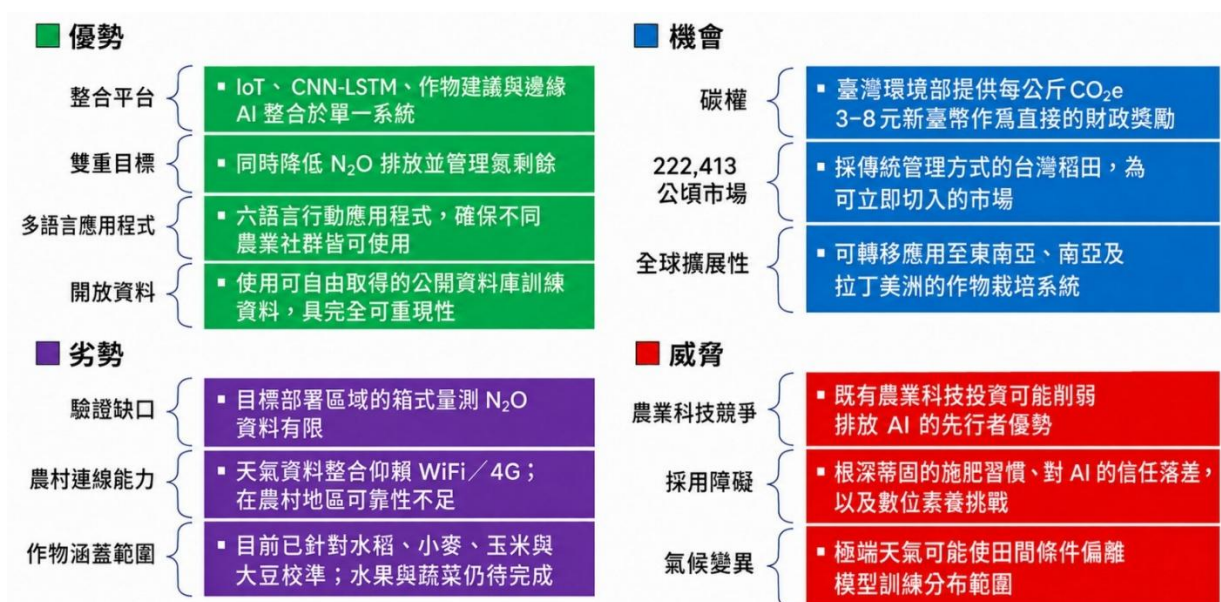 優勢
整合平台
▪ IoT、CNN-LSTM、作物建議與邊緣
AI 整合於單一系統
雙重目標
▪ 同時降低 N₂O 排放並管理氮剩餘
多語言應用程式
▪ 六語言行動應用程式，確保不同
農業社群皆可使用
開放資料
▪ 使用可自由取得的公開資料庫訓練
資料，具完全可重現性
機會
碳權
▪ 臺灣環境部提供每公斤 CO₂e
3–8 元新臺幣作爲直接的財政獎勵
222,413
公頃市場
▪ 採傳統管理方式的台灣稻田，為
可立即切入的市場
全球擴展性
▪ 可轉移應用至東南亞、南亞及
拉丁美洲的作物栽培系統
劣勢
驗證缺口
▪ 目標部署區域的箱式量測 N₂O
資料有限
農村連線能力
▪ 天氣資料整合仰賴 WiFi／4G；
在農村地區可靠性不足
作物涵蓋範圍
▪ 目前已針對水稻、小麥、玉米與
大豆校準；水果與蔬菜仍待完成
威脅
農業科技競爭
▪ 既有農業科技投資可能削弱
排放 AI 的先行者優勢
採用障礙
▪ 根深蒂固的施肥習慣、對 AI 的信任落差，
以及數位素養挑戰
氣候變異
▪ 極端天氣可能使田間條件偏離
模型訓練分布範圍